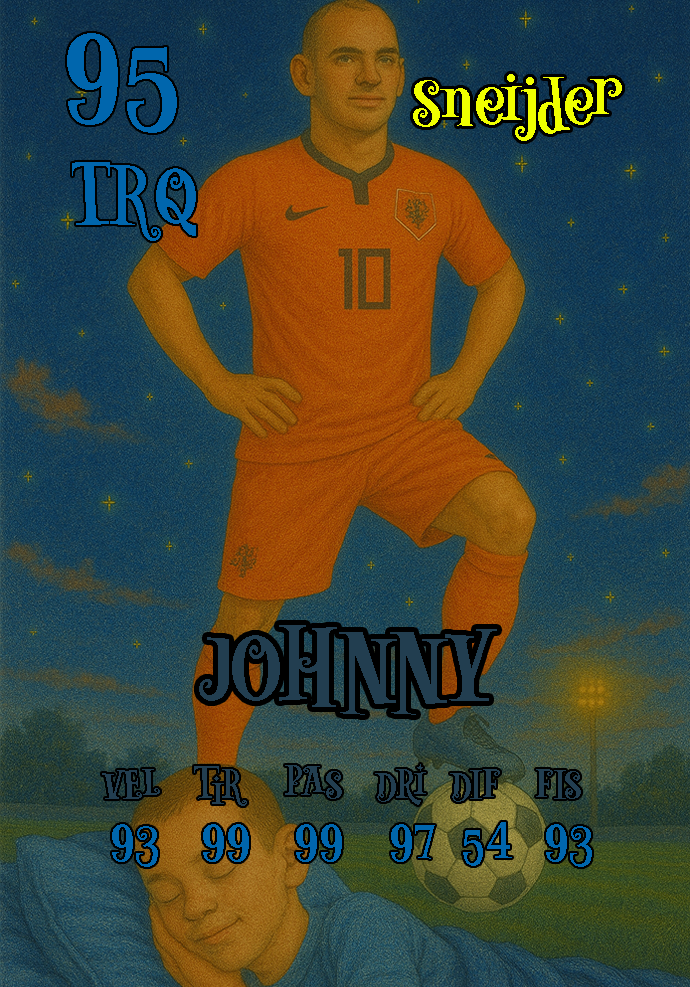 95
sneijder
TRQ
10
JOHNNY
VEL TIR PAS DRI DIF FIS
93 99 99 97 54 93